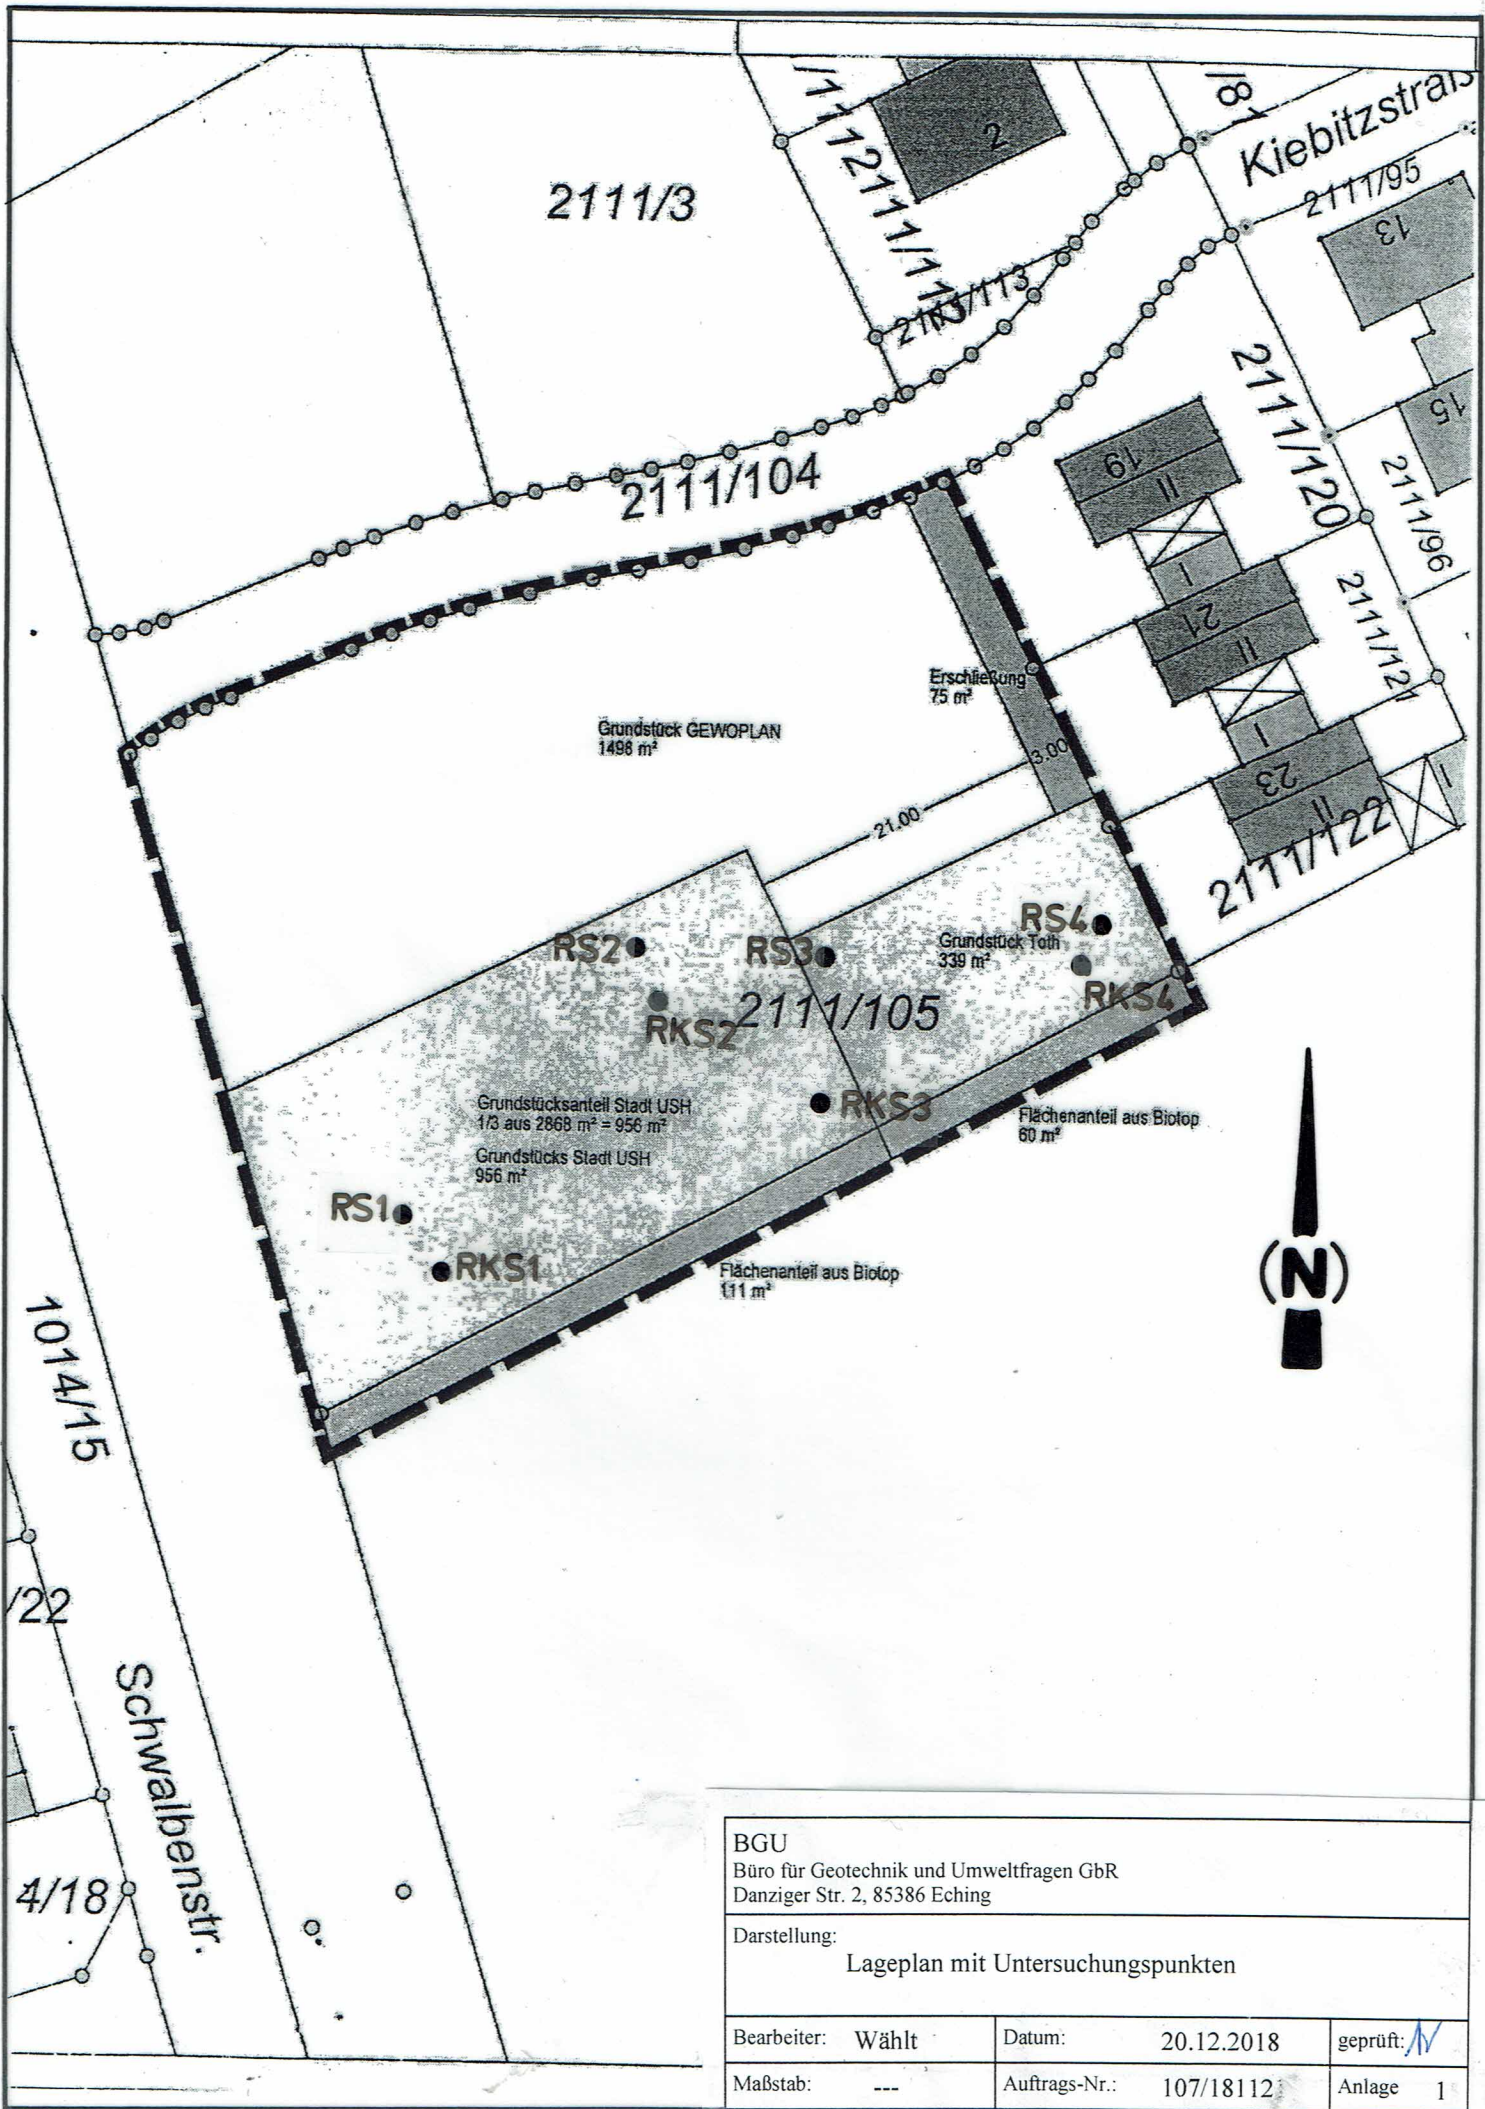 2111/3
2
/81
Kiebitzstraß
2111/95
13
2111/113
15
2111/120
2111/96
2111/104
19
II
I
21
II
I
2111/121
23
II
I
2111/122
Erschließung
75 m²
Grundstück GEWOPLAN
1498 m²
3.00
21.00
RS4
RS2
RS3
Grundstück Toth
339 m²
RKS4
RKS2
2111/105
Grundstücksanteil Stadt USH
1/3 aus 2868 m² = 956 m²
RKS3
Flächenanteil aus Biotop
60 m²
Grundstücks Stadt USH
956 m²
RS1
RKS1
Flächenanteil aus Biotop
111 m²
(N)
1014/15
/22
Schwalbenstr.
4/18
BGU
Büro für Geotechnik und Umweltfragen GbR
Danziger Str. 2, 85386 Eching
Darstellung:
Lageplan mit Untersuchungspunkten
Bearbeiter: Wählt
Datum: 20.12.2018
geprüft:
Maßstab: ---
Auftrags-Nr.: 107/18112
Anlage 1